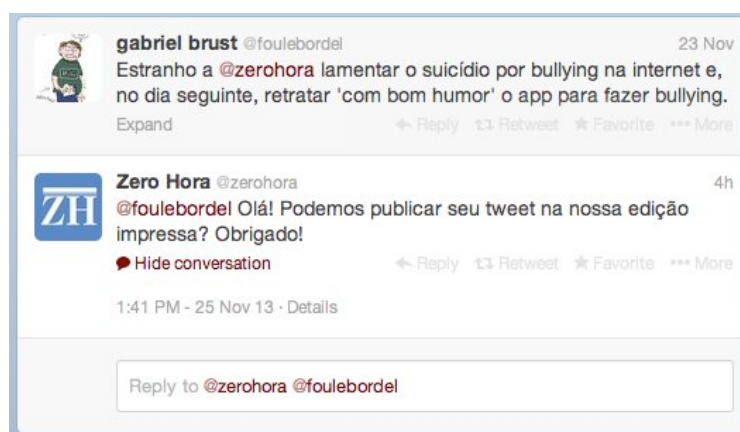 gabriel brust @foulebordel 23 Nov
Estranho a @zerohora lamentar o suicídio por bullying na internet e,
no dia seguinte, retratar 'com bom humor' o app para fazer bullying.
Expand Reply Retweet Favorite More
ZH
Zero Hora @zerohora 4h
@foulebordel Olá! Podemos publicar seu tweet na nossa edição
impressa? Obrigado!
Hide conversation Reply Retweet Favorite More
1:41 PM - 25 Nov 13 · Details
Reply to @zerohora @foulebordel